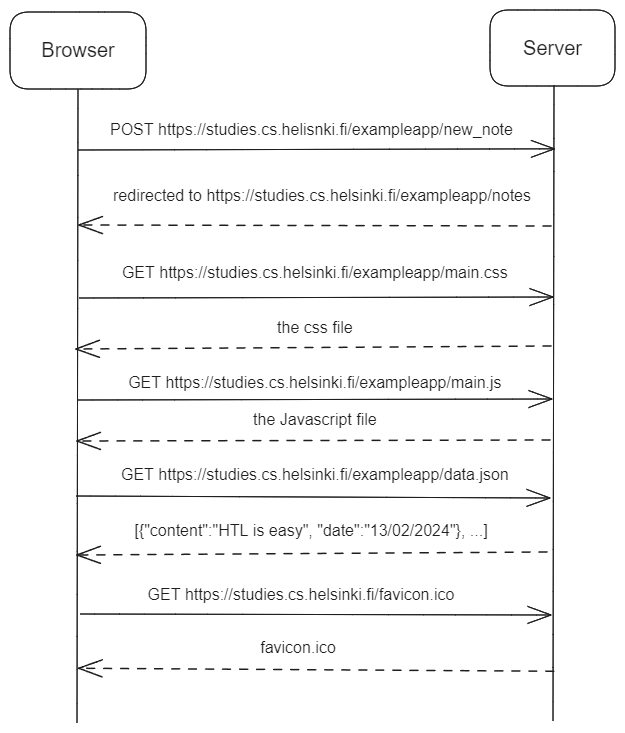 Browser
Server
POST https://studies.cs.helisnki.fi/exampleapp/new_note
redirected to https://studies.cs.helsinki.fi/exampleapp/notes
GET https://studies.cs.helsinki.fi/exampleapp/main.css
the css file
GET https://studies.cs.helsinki.fi/exampleapp/main.js
the Javascript file
GET https://studies.cs.helsinki.fi/exampleapp/data.json
[{"content":"HTL is easy", "date":"13/02/2024"}, ...]
GET https://studies.cs.helsinki.fi/favicon.ico
favicon.ico